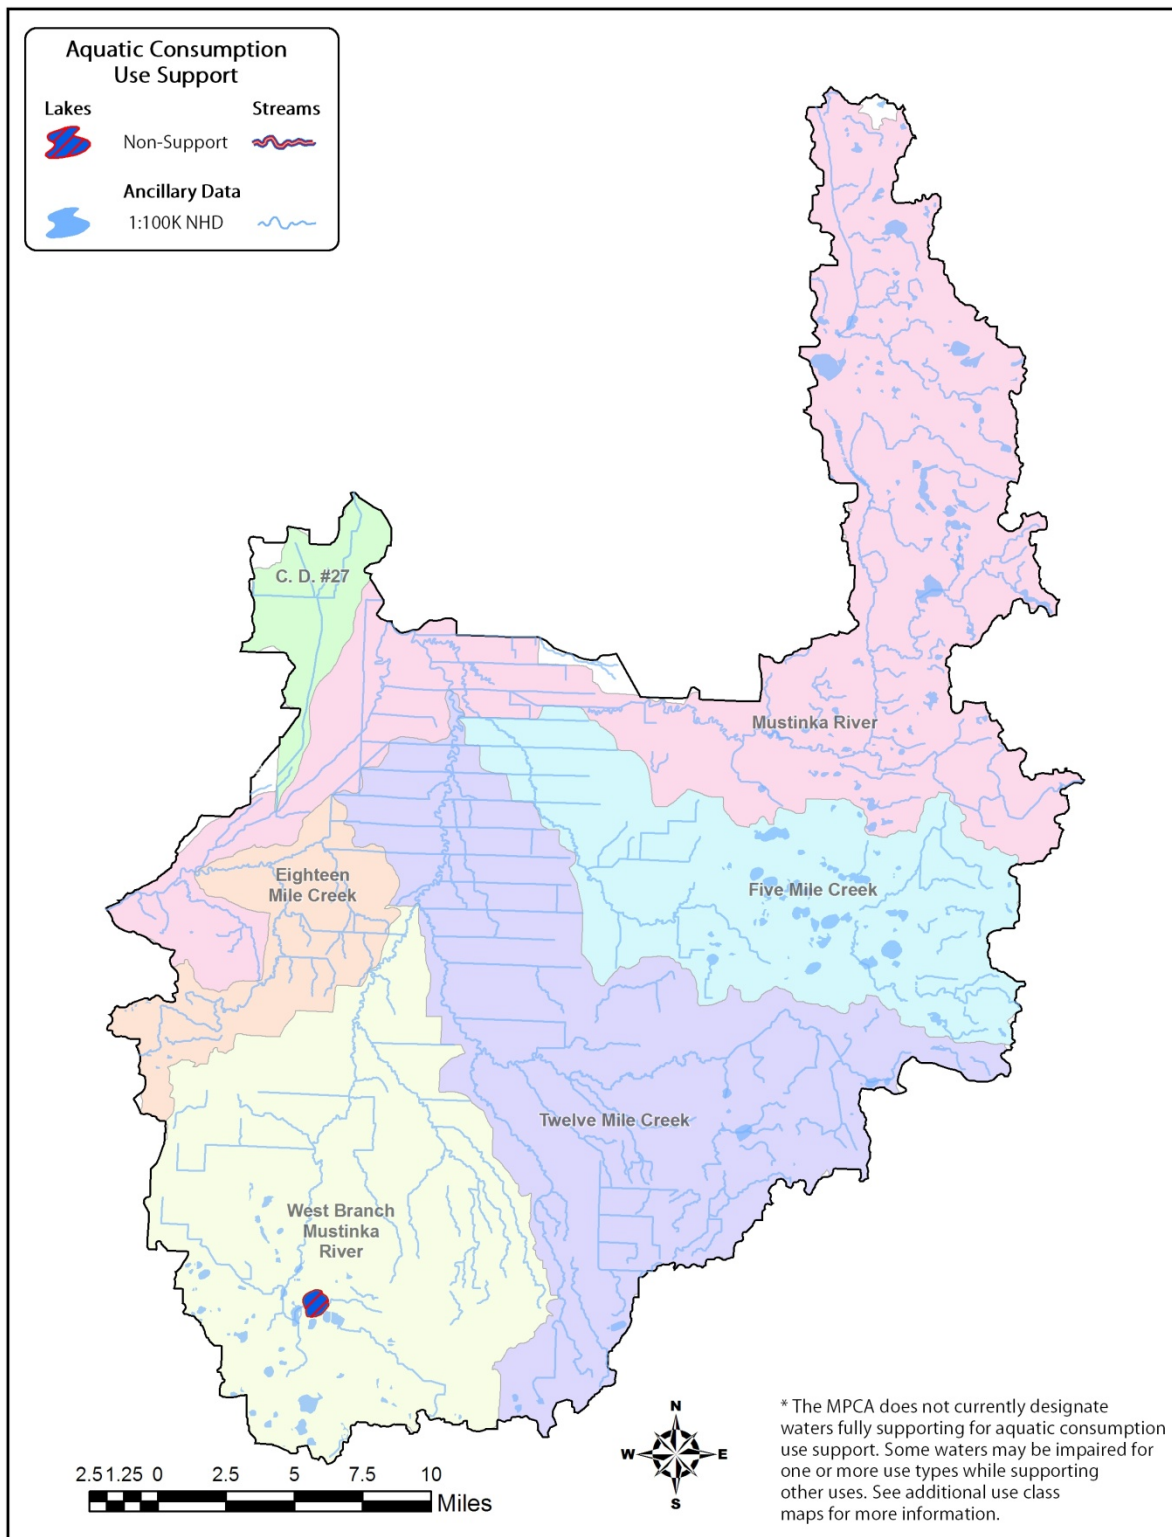 Aquatic Consumption
Use Support
Lakes
Streams
Non-Support
Ancillary Data
1:100K NHD
C. D. #27
Mustinka River
Eighteen
Mile Creek
Five Mile Creek
Twelve Mile Creek
West Branch
Mustinka
River
2.5 1.25 0 2.5 5 7.5 10
Miles
N
W
E
S
* The MPCA does not currently designate
waters fully supporting for aquatic consumption
use support. Some waters may be impaired for
one or more use types while supporting
other uses. See additional use class
maps for more information.